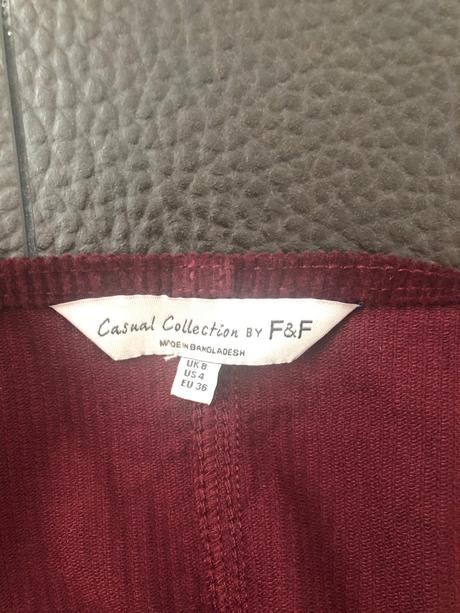 Casual Collection BY F&F
MADE IN BANGLADESH
UK 8
US 4
EU 36